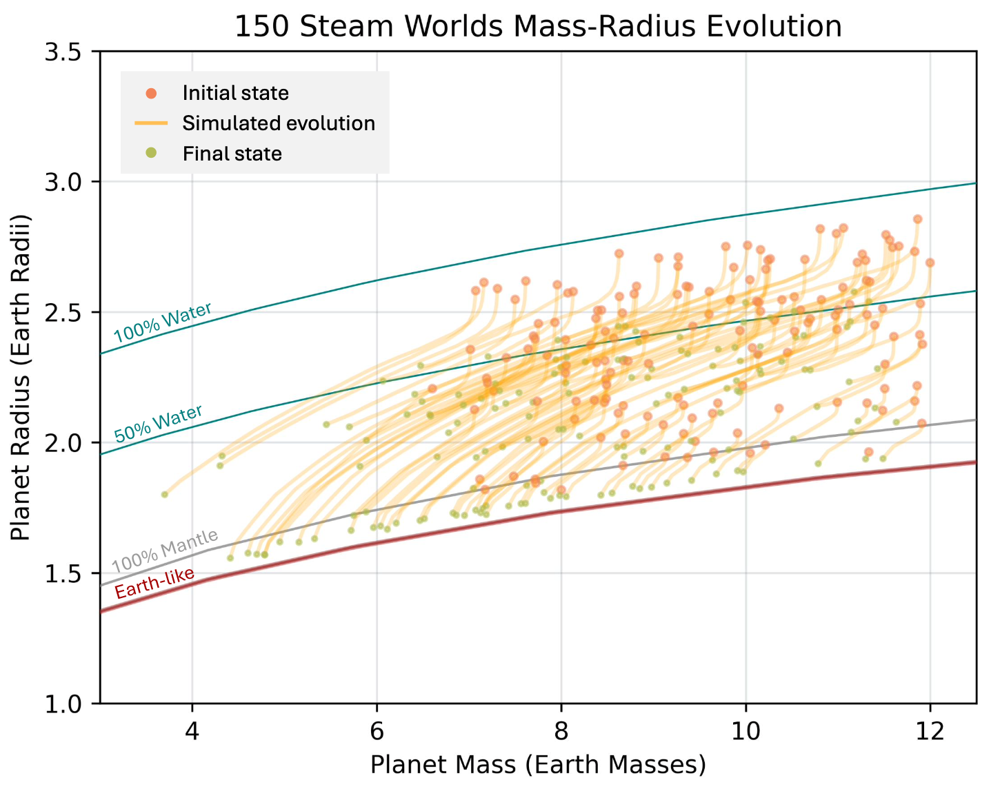 150 Steam Worlds Mass-Radius Evolution
3.5
3.0
2.5
2.0
1.5
1.0
Planet Radius (Earth Radii)
Initial state
Simulated evolution
Final state
100% Water
50% Water
100% Mantle
Earth-like
4
6
8
10
12
Planet Mass (Earth Masses)